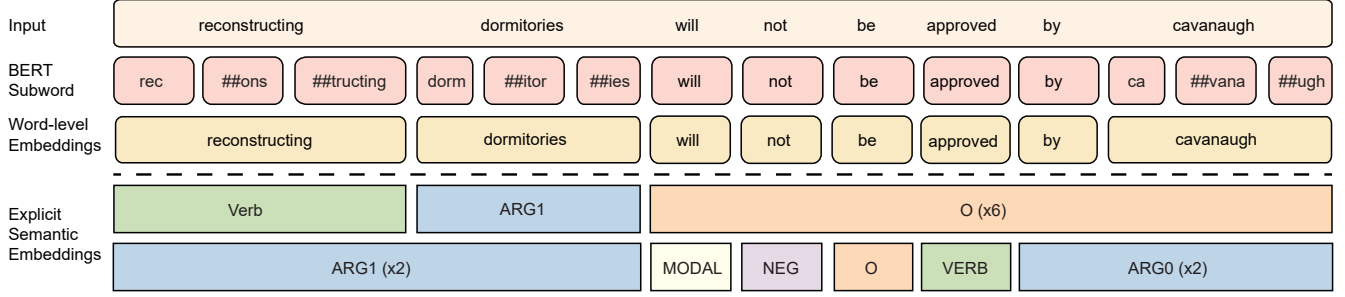 Input reconstructing dormitories will not be approved by cavanaugh
BERT
Subword
rec ##ons ##tructing dorm ##itor ##ies will not be approved by ca ##vana ##ugh
Word-level
Embeddings
reconstructing dormitories will not be approved by cavanaugh
Explicit
Semantic
Embeddings
Verb ARG1 O (x6)
ARG1 (x2) MODAL NEG O VERB ARG0 (x2)